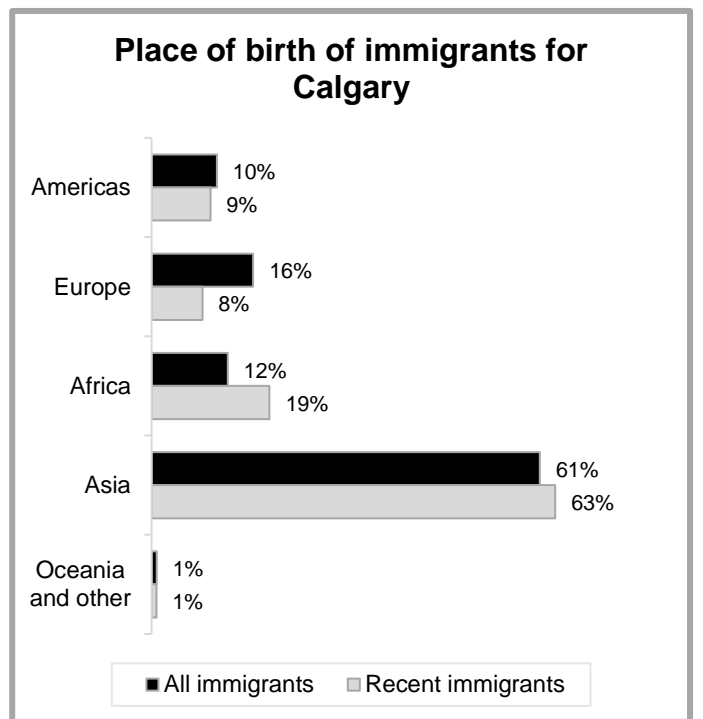 Place of birth of immigrants for
Calgary
Americas
10%
9%
Europe
16%
8%
Africa
12%
19%
Asia
61%
63%
Oceania
and other
1%
1%
All immigrants
Recent immigrants